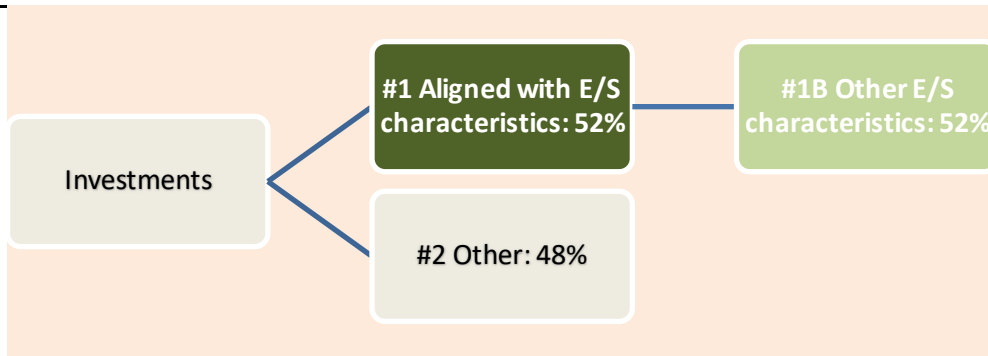 Investments
#1 Aligned with E/S
characteristics: 52%
#1B Other E/S
characteristics: 52%
#2 Other: 48%